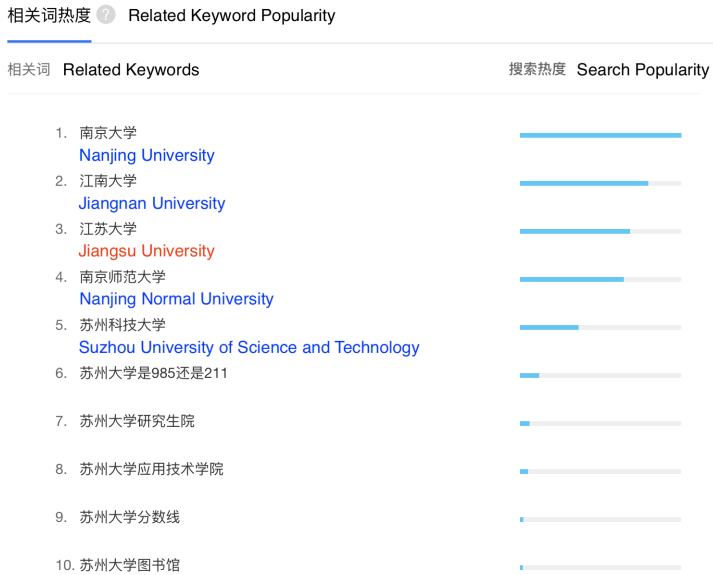 相关词热度 ? Related Keyword Popularity
相关词 Related Keywords 搜索热度 Search Popularity
1. 南京大学
Nanjing University
2. 江南大学
Jiangnan University
3. 江苏大学
Jiangsu University
4. 南京师范大学
Nanjing Normal University
5. 苏州科技大学
Suzhou University of Science and Technology
6. 苏州大学是985还是211
7. 苏州大学研究生院
8. 苏州大学应用技术学院
9. 苏州大学分数线
10. 苏州大学图书馆